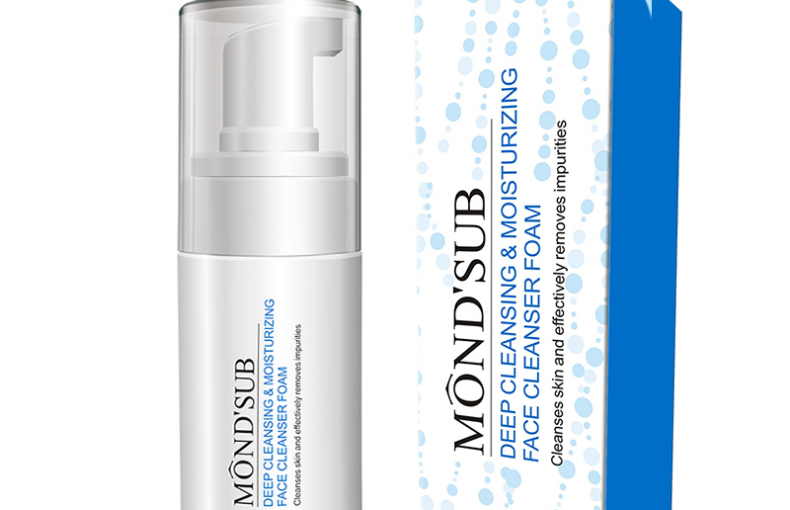 MOND'SUB
DEEP CLEANSING & MOISTURIZING
FACE CLEANSER FOAM
Cleanses skin and effectively removes impurities
MÔND'SUB
DEEP CLEANSING & MOISTURIZING
FACE CLEANSER FOAM
Cleanses skin and effectively removes impurities